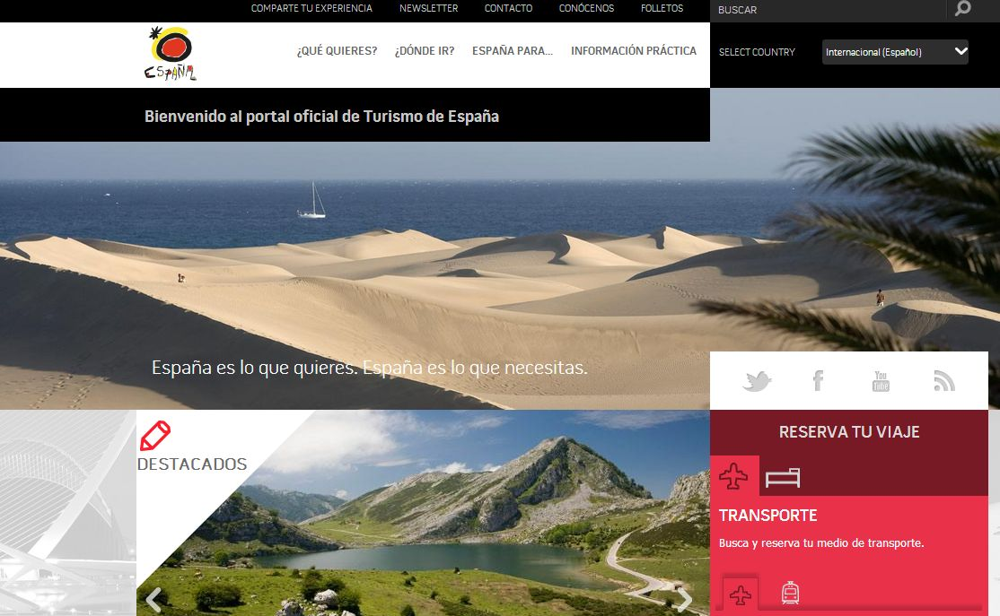 COMPARTE TU EXPERIENCIA NEWSLETTER CONTACTO CONÓCENOS FOLLETOS BUSCAR
ESPAÑA
¿QUÉ QUIERES? ¿DÓNDE IR? ESPAÑA PARA... INFORMACIÓN PRÁCTICA
SELECT COUNTRY Internacional (Español)
Bienvenido al portal oficial de Turismo de España
España es lo que quieres. España es lo que necesitas.
You
Tube
DESTACADOS
RESERVA TU VIAJE
TRANSPORTE
Busca y reserva tu medio de transporte.